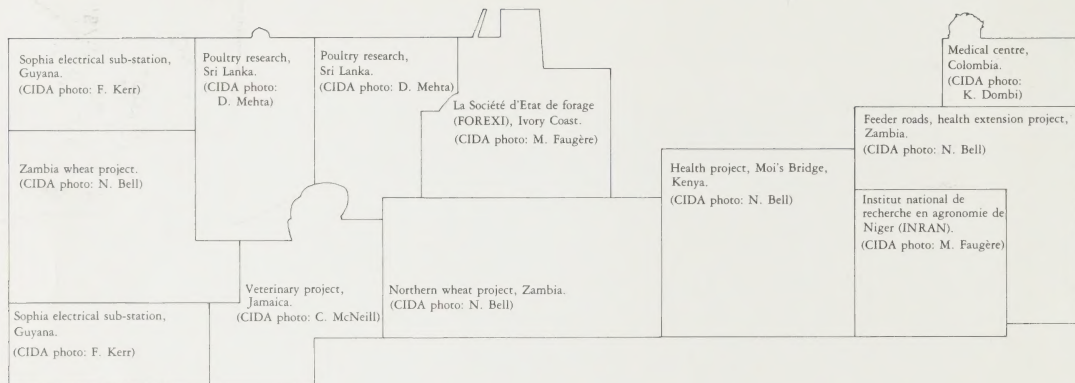 Sophia electrical sub-station,
Guyana.
(CIDA photo: F. Kerr)
Zambia wheat project.
(CIDA photo: N. Bell)
Sophia electrical sub-station,
Guyana.
(CIDA photo: F. Kerr)
Poultry research,
Sri Lanka.
(CIDA photo:
D. Mehta)
Poultry research,
Sri Lanka.
(CIDA photo: D. Mehta)
Veterinary project,
Jamaica.
(CIDA photo: C. McNeill)
La Société d'Etat de forage
(FOREXI), Ivory Coast.
(CIDA photo: M. Faugère)
Northern wheat project, Zambia.
(CIDA photo: N. Bell)
Health project, Moi's Bridge,
Kenya.
(CIDA photo: N. Bell)
Medical centre,
Colombia.
(CIDA photo:
K. Dombi)
Feeder roads, health extension project,
Zambia.
(CIDA photo: N. Bell)
Institut national de
recherche en agronomie de
Niger (INRAN).
(CIDA photo: M. Faugère)